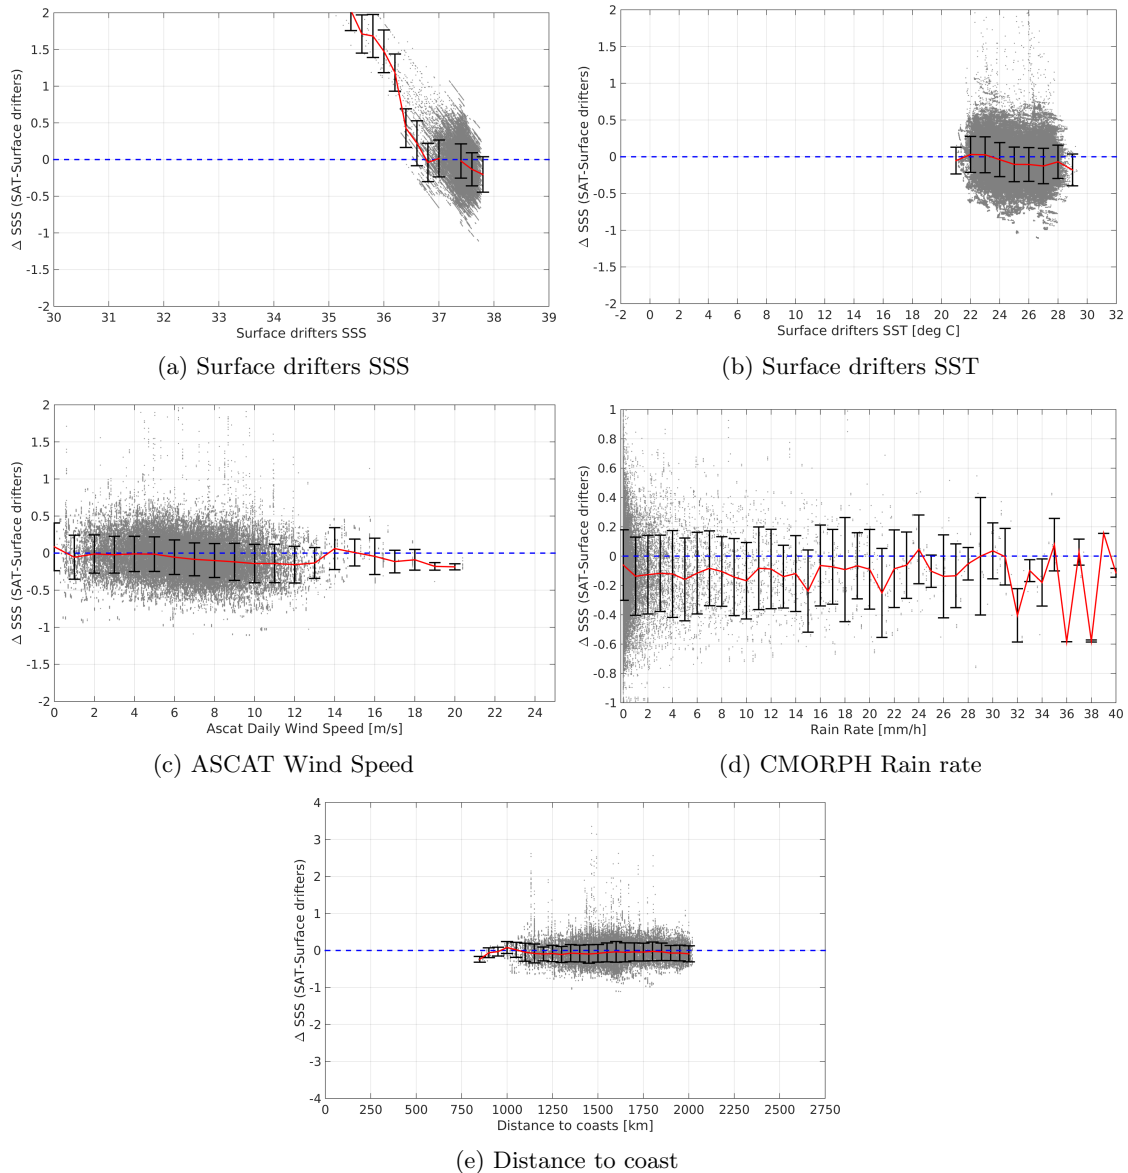 Δ SSS (SAT-Surface drifters)
2
1.5
1
0.5
0
-0.5
-1
-1.5
-2
30 31 32 33 34 35 36 37 38 39
Surface drifters SSS
(a) Surface drifters SSS
Δ SSS (SAT-Surface drifters)
2
1.5
1
0.5
0
-0.5
-1
-1.5
-2
-2 0 2 4 6 8 10 12 14 16 18 20 22 24 26 28 30 32
Surface drifters SST [deg C]
(b) Surface drifters SST
Δ SSS (SAT-Surface drifters)
2
1.5
1
0.5
0
-0.5
-1
-1.5
-2
0 2 4 6 8 10 12 14 16 18 20 22 24
Ascat Daily Wind Speed [m/s]
(c) ASCAT Wind Speed
Δ SSS (SAT-Surface drifters)
1
0.8
0.6
0.4
0.2
0
-0.2
-0.4
-0.6
-0.8
-1
0 2 4 6 8 10 12 14 16 18 20 22 24 26 28 30 32 34 36 38 40
Rain Rate [mm/h]
(d) CMORPH Rain rate
Δ SSS (SAT-Surface drifters)
4
3
2
1
0
-1
-2
-3
-4
0 250 500 750 1000 1250 1500 1750 2000 2250 2500 2750
Distance to coasts [km]
(e) Distance to coast